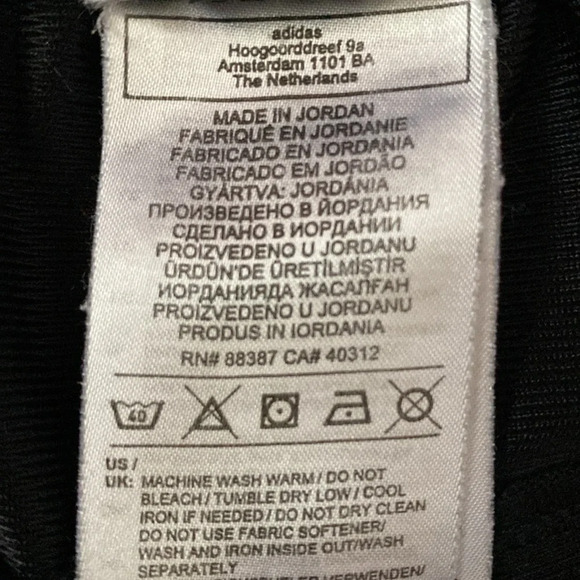 adidas
Hoogoorddreef 9a
Amsterdam 1101 BA
The Netherlands
MADE IN JORDAN
FABRIQUÉ EN JORDANIE
FABRICADO EN JORDANIA
FABRICADO EM JORDÃO
GYÁRTVA: JORDÁNIA
ПРОИЗВЕДЕНО В ЙОРДАНИЯ
СДЕЛАНО В ИОРДАНИИ
PROIZVEDENO U JORDANU
ÜRDÜN'DE ÜRETİLMİŞTİR
ИОРДАНИЯДА ЖАСАЛҒАН
PROIZVEDENO U JORDANU
PRODUS IN IORDANIA
RN# 88387 CA# 40312
40
US /
UK: MACHINE WASH WARM / DO NOT
BLEACH / TUMBLE DRY LOW / COOL
IRON IF NEEDED / DO NOT DRY CLEAN
DO NOT USE FABRIC SOFTENER/
WASH AND IRON INSIDE OUT/WASH
SEPARATELY
VERWENDEN/